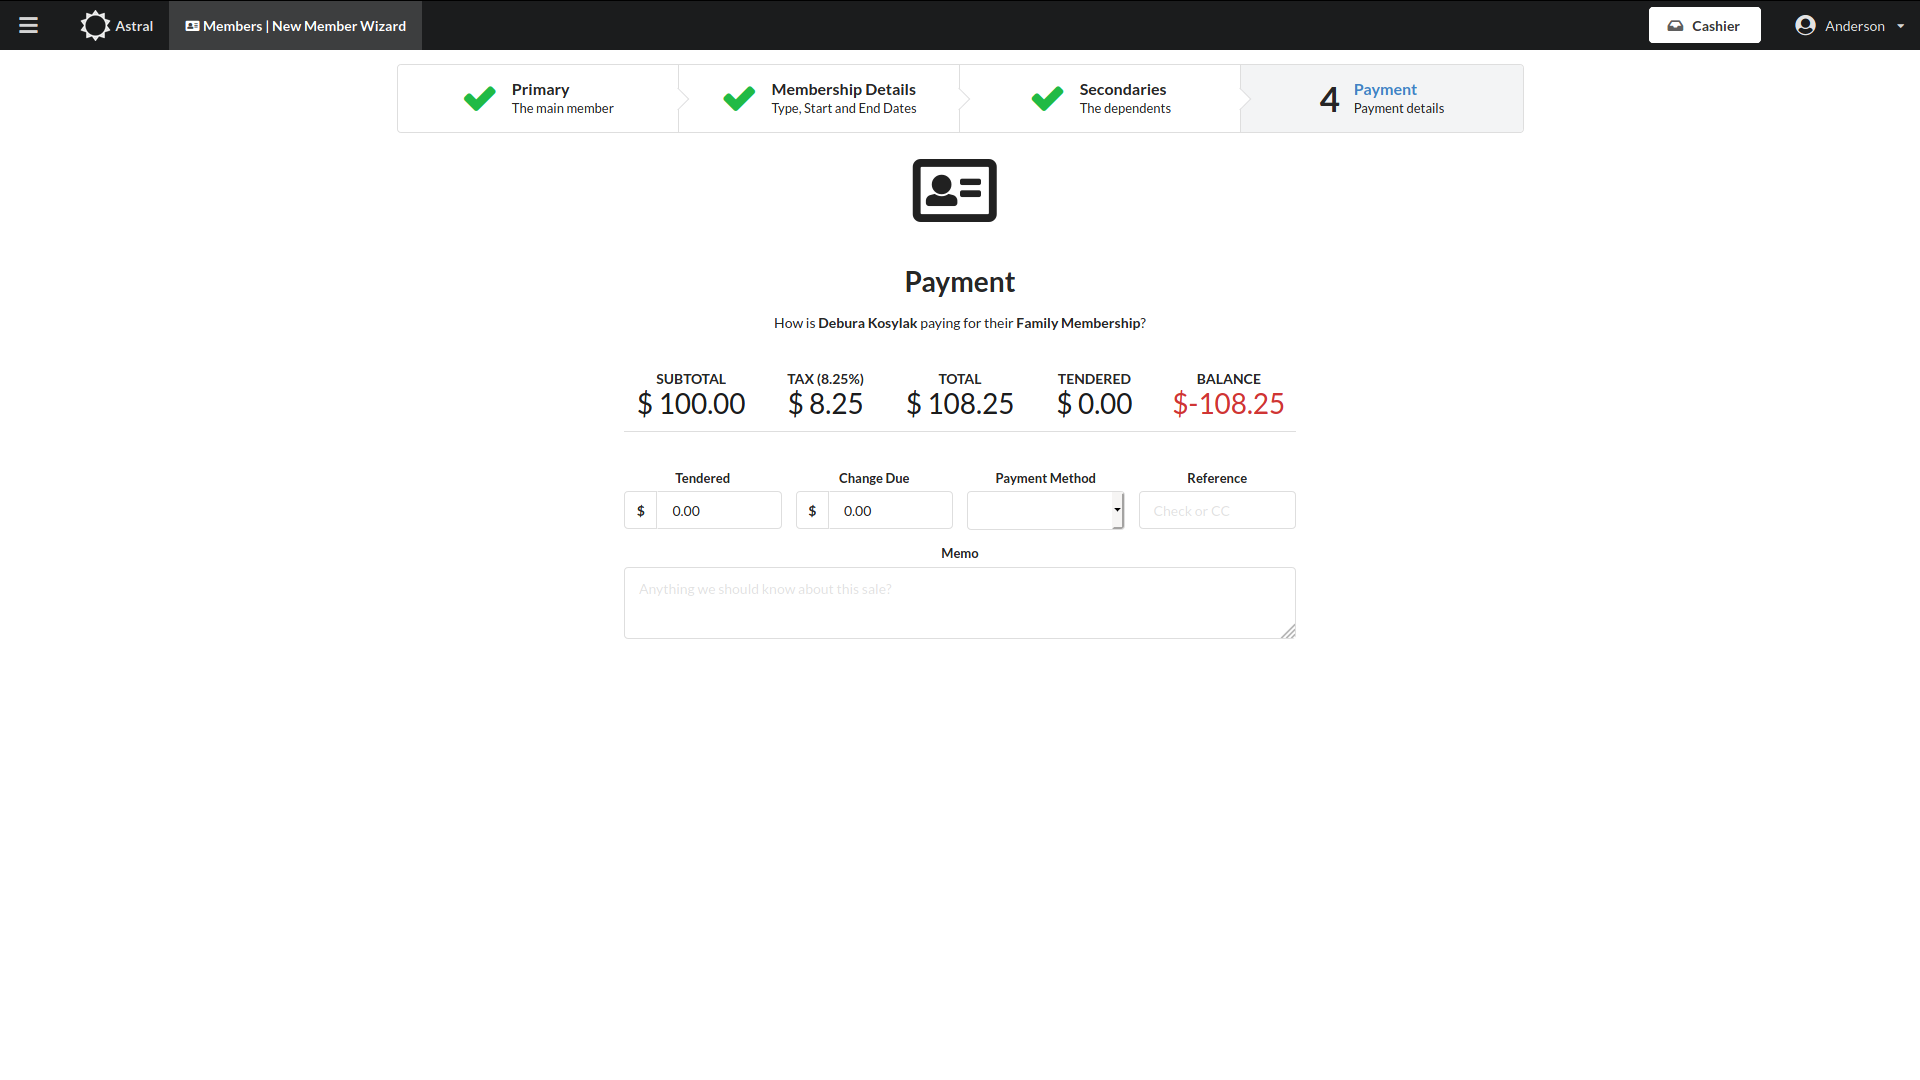 Astral
Members | New Member Wizard
Cashier
Anderson
Primary
The main member
Membership Details
Type, Start and End Dates
Secondaries
The dependents
4
Payment
Payment details
Payment
How is Debura Kosylak paying for their Family Membership?
SUBTOTAL
$ 100.00
TAX (8.25%)
$ 8.25
TOTAL
$ 108.25
TENDERED
$ 0.00
BALANCE
$-108.25
Tendered
$ 0.00
Change Due
$ 0.00
Payment Method
Reference
Check or CC
Memo
Anything we should know about this sale?